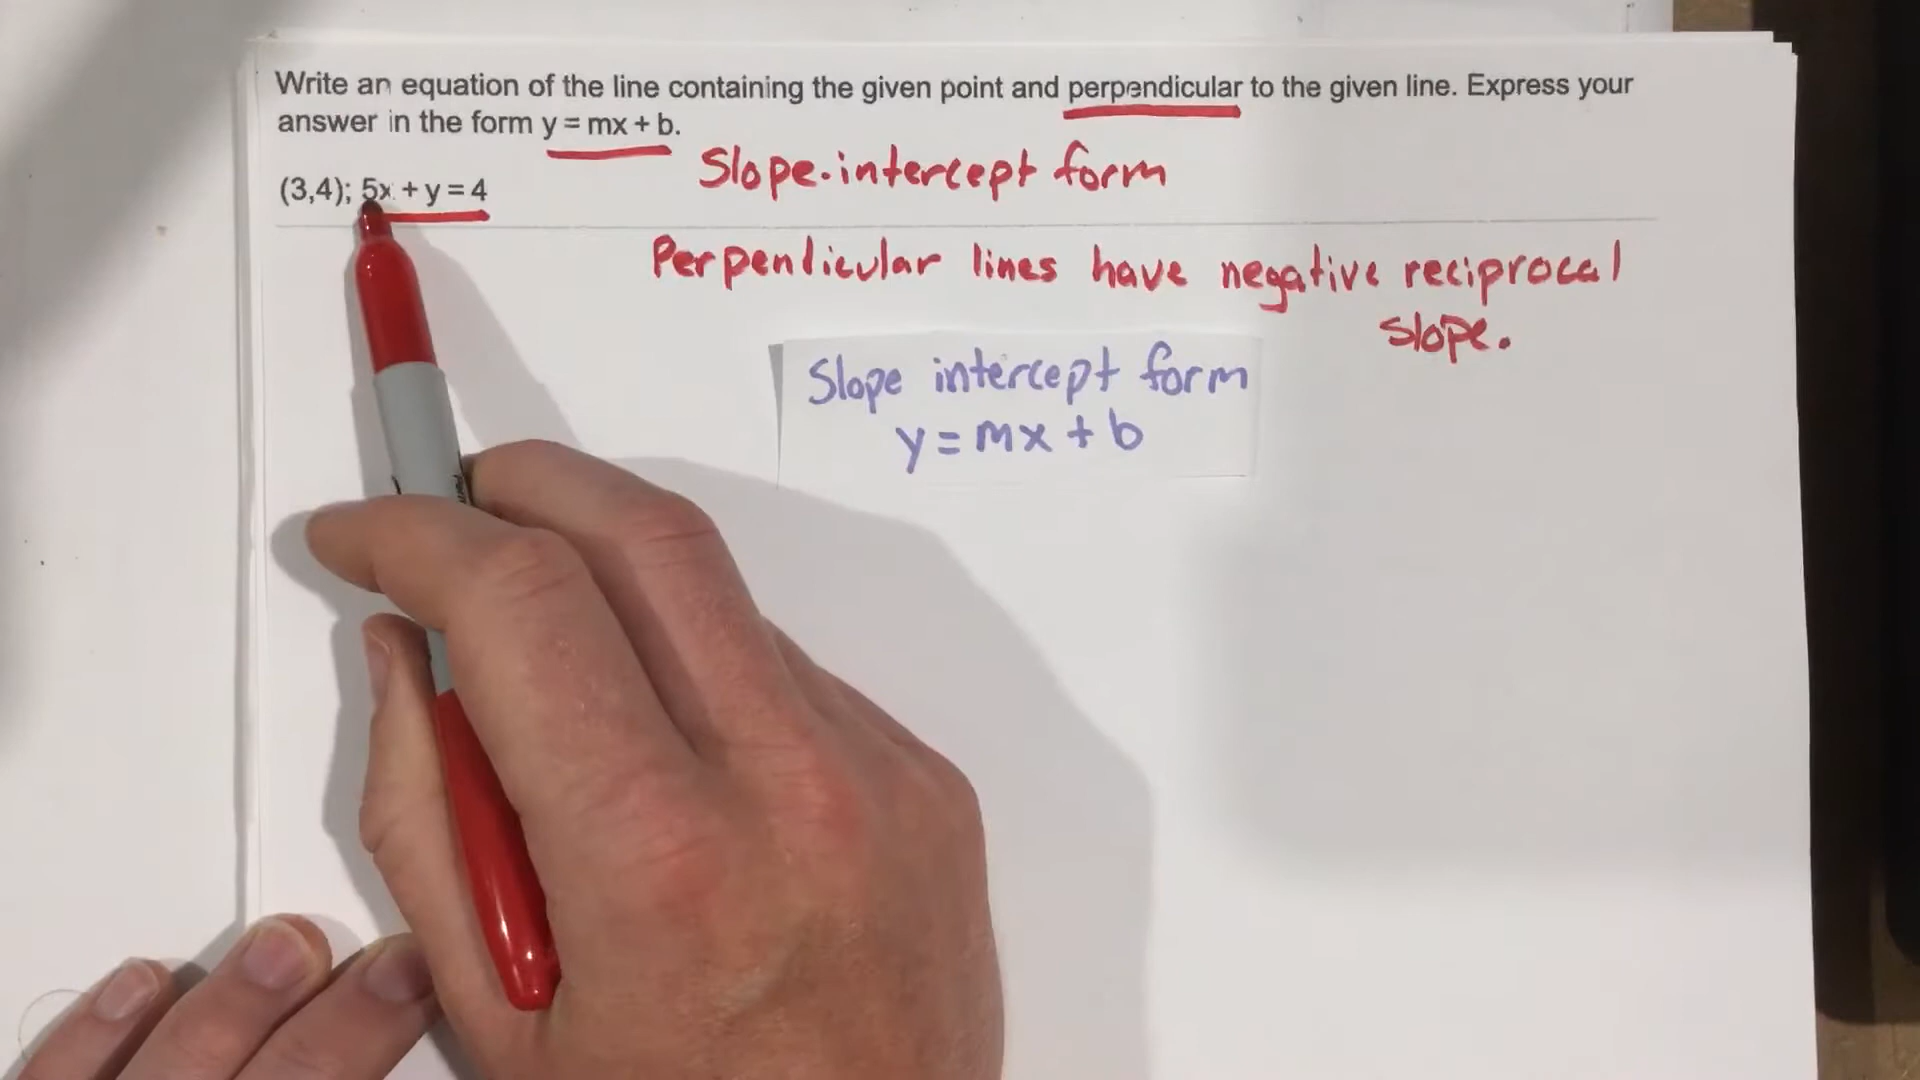 Write an equation of the line containing the given point and perpendicular to the given line. Express your
answer in the form y = mx + b.
Slope-intercept form
(3,4); 5x + y = 4
Perpendicular lines have negative reciprocal
slope.
Slope intercept form
y = mx + b